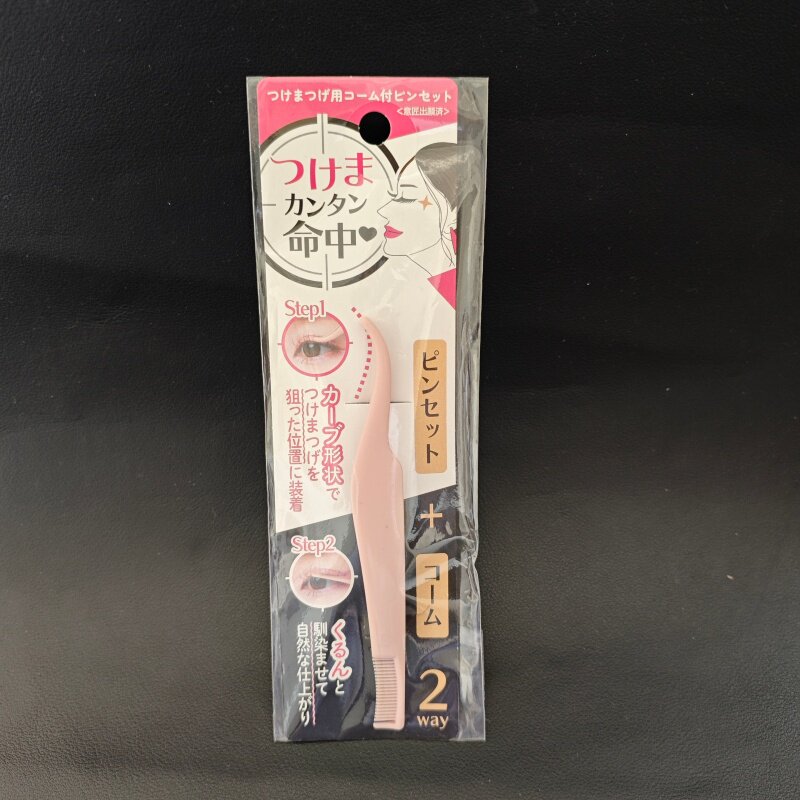 つけまつげ用コーム付ピンセット
<意匠出願済>
つけま
カンタン
命中♥
Step1
カーブ形状で
つけまつげを
狙った位置に装着
ピンセット
+
コーム
Step2
くるんと
馴染ませて
自然な仕上がり
2
way